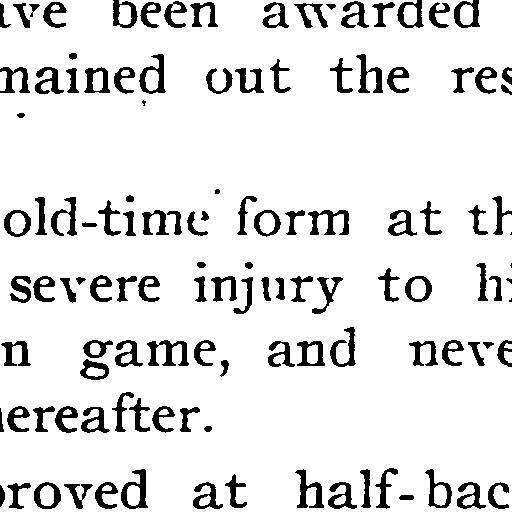 ave been awarded
mained out the res
old-time form at th
severe injury to hi
n game, and neve
hereafter.
proved at half-bac